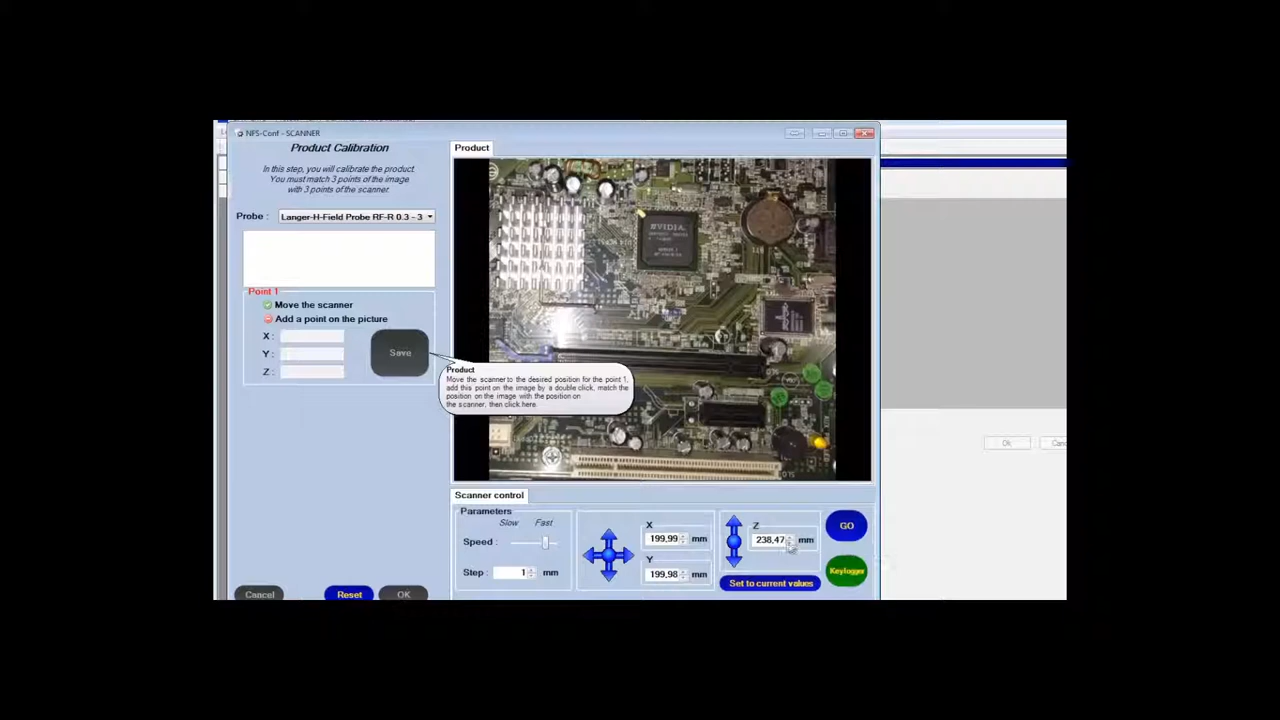 NFS-Conf - SCANNER
Product Calibration
In this step, you will calibrate the product.
You must match 3 points of the image
with 3 points of the scanner.
Probe :
Langer-H-Field Probe RF-R 0.3 - 3
Point 1
Move the scanner
Add a point on the picture
X :
Y :
Z :
Save
Product
Move the scanner to the desired position for the point 1,
add this point on the image by a double click, match the
position on the image with the position on
the scanner, then click here.
Cancel
Reset
OK
Product
NVIDIA
Scanner control
Parameters
Slow
Fast
Speed :
Step :
1
mm
X
199,99
mm
Y
199,98
mm
Z
238,47
mm
Set to current values
GO
Keylogger
Ok